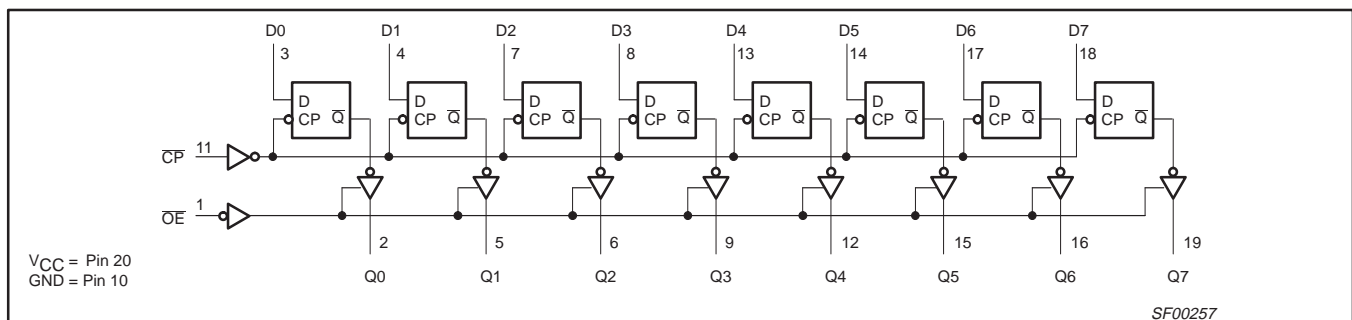 D0 D1 D2 D3 D4 D5 D6 D7
3 4 7 8 13 14 17 18
D D D D D D D D
CP Q̅ CP Q̅ CP Q̅ CP Q̅ CP Q̅ CP Q̅ CP Q̅ CP Q̅
C̅P̅ 11
O̅E̅ 1
2 5 6 9 12 15 16 19
VCC = Pin 20
GND = Pin 10
Q0 Q1 Q2 Q3 Q4 Q5 Q6 Q7
SF00257